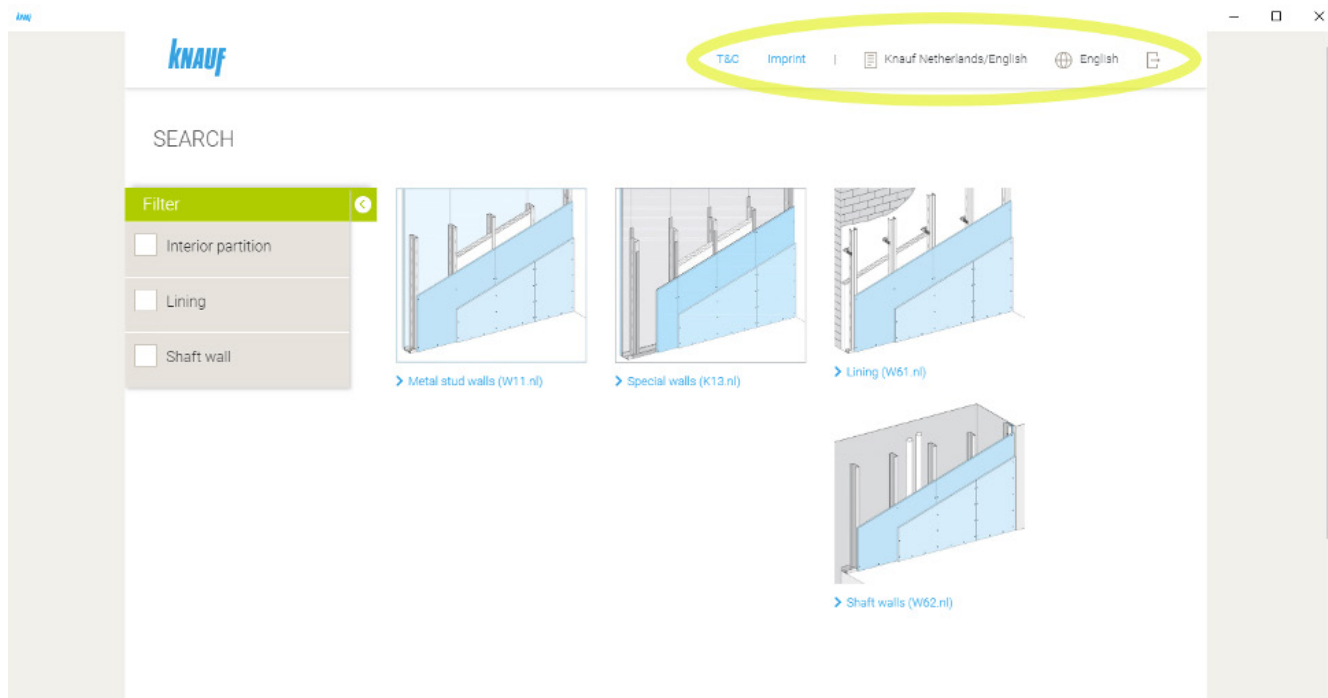 KNAUF
KNAUF
T&C Imprint | Knauf Netherlands/English English
SEARCH
Filter
Interior partition
Lining
Shaft wall
Metal stud walls (W11.nl)
Special walls (K13.nl)
Lining (W61.nl)
Shaft walls (W62.nl)